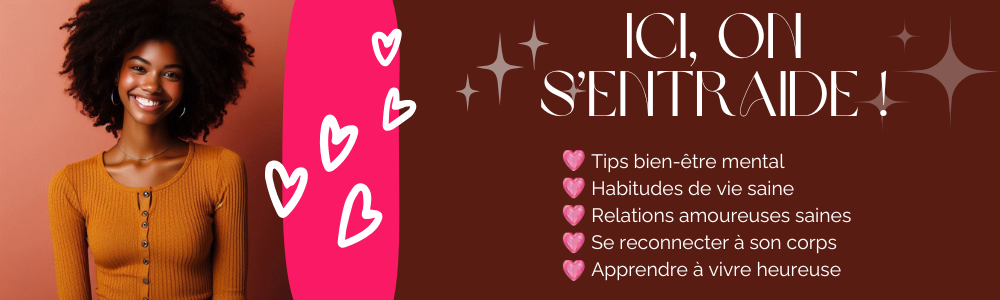 ICI, ON
S'ENTRAIDE !
Tips bien-être mental
Habitudes de vie saine
Relations amoureuses saines
Se reconnecter à son corps
Apprendre à vivre heureuse